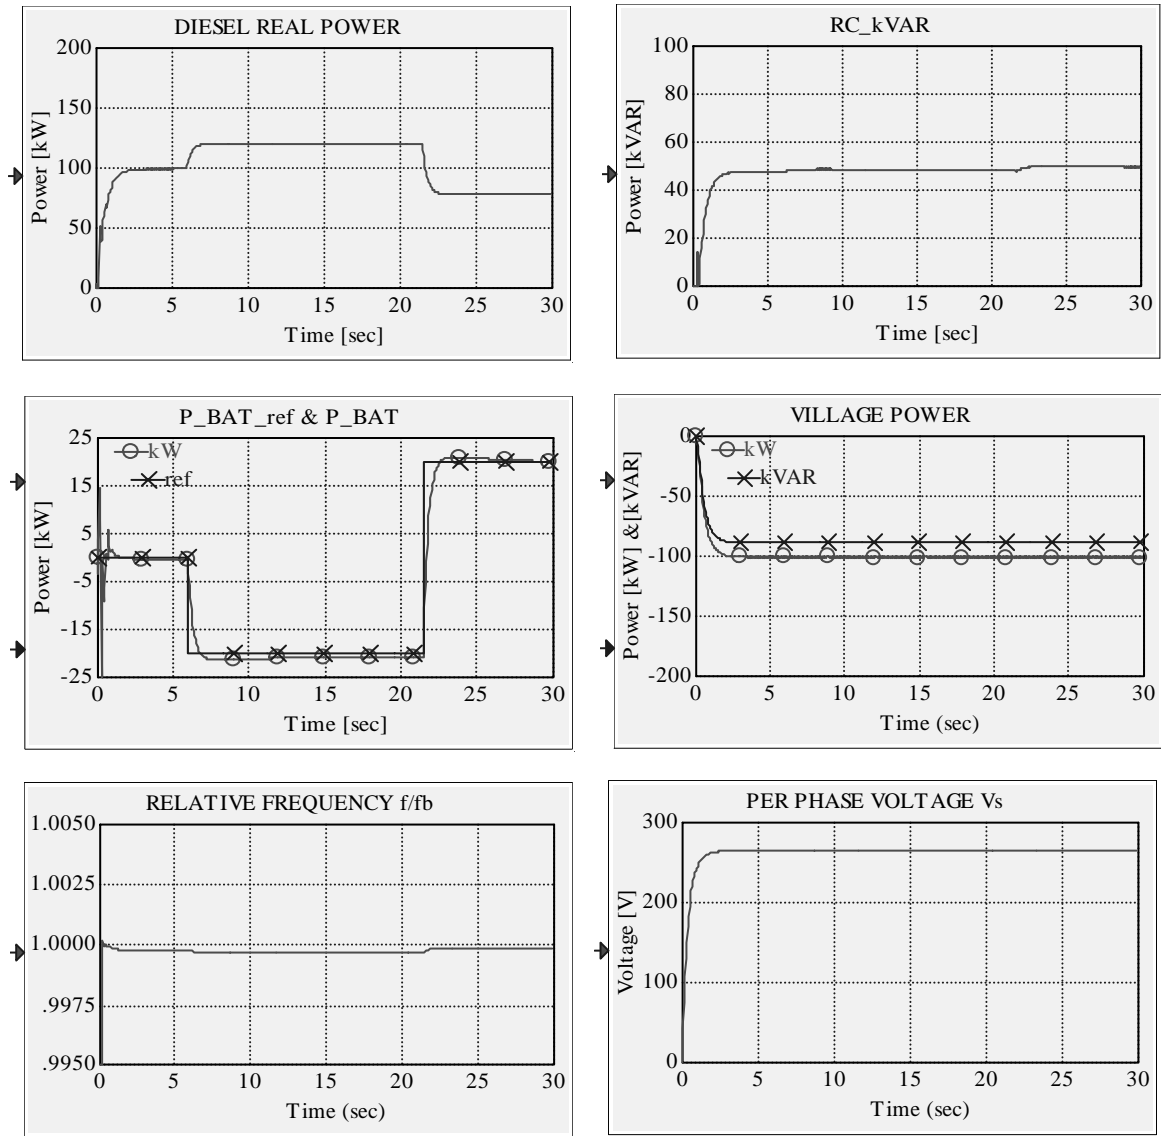 DIESEL REAL POWER
200
150
100
50
0
Power [kW]
0 5 10 15 20 25 30
Time [sec]
RC_kVAR
100
80
60
40
20
0
Power [kVAR]
0 5 10 15 20 25 30
Time [sec]
P_BAT_ref & P_BAT
25
15
5
-5
-15
-25
Power [kW]
kW
ref
0 5 10 15 20 25 30
Time [sec]
VILLAGE POWER
0
-50
-100
-150
-200
Power [kW] &[kVAR]
kW
kVAR
0 5 10 15 20 25 30
Time (sec)
RELATIVE FREQUENCY f/fb
1.0050
1.0025
1.0000
.9975
.9950
0 5 10 15 20 25 30
Time (sec)
PER PHASE VOLTAGE Vs
300
200
100
0
Voltage [V]
0 5 10 15 20 25 30
Time (sec)